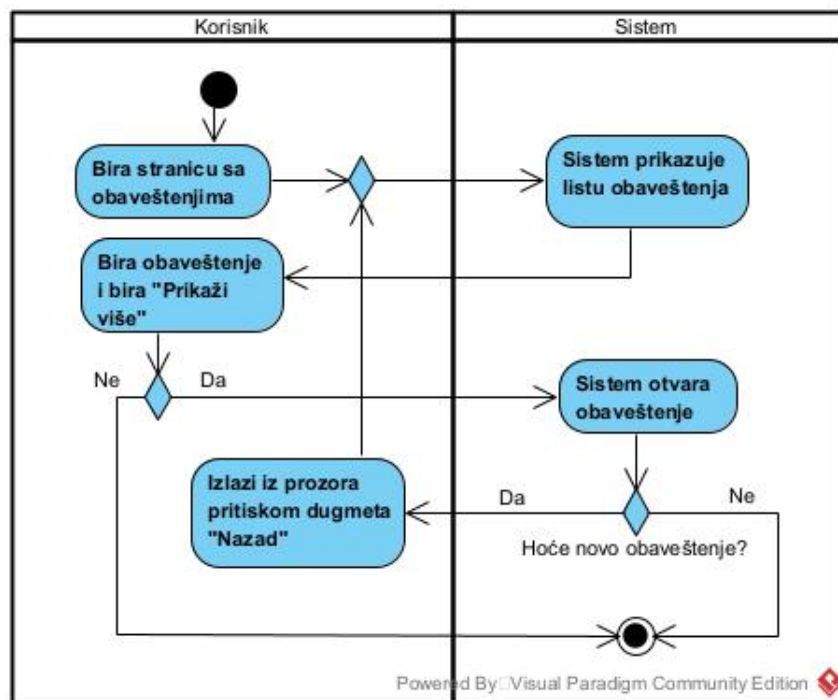 Korisnik
Sistem
Bira stranicu sa
obaveštenjima
Sistem prikazuje
listu obaveštenja
Bira obaveštenje
i bira "Prikaži
više"
Ne
Da
Sistem otvara
obaveštenje
Izlazi iz prozora
pritiskom dugmeta
"Nazad"
Da
Ne
Hoće novo obaveštenje?
Powered By Visual Paradigm Community Edition